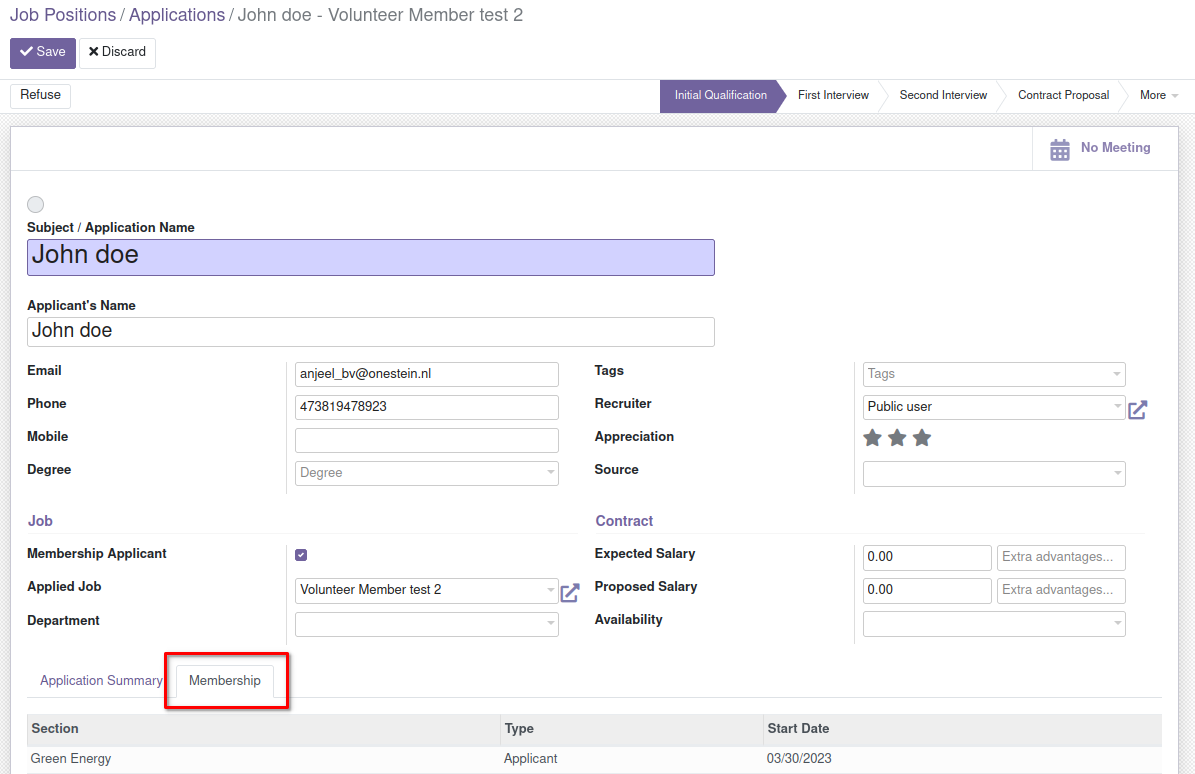 Job Positions / Applications / John doe - Volunteer Member test 2
Save Discard
Refuse Initial Qualification First Interview Second Interview Contract Proposal More
No Meeting
Subject / Application Name
John doe
Applicant's Name
John doe
Email anjeel_bv@onestein.nl Tags Tags
Phone 473819478923 Recruiter Public user
Mobile Appreciation
Degree Degree Source
Job Contract
Membership Applicant Expected Salary 0.00 Extra advantages...
Applied Job Volunteer Member test 2 Proposed Salary 0.00 Extra advantages...
Department Availability
Application Summary Membership
Section Type Start Date
Green Energy Applicant 03/30/2023